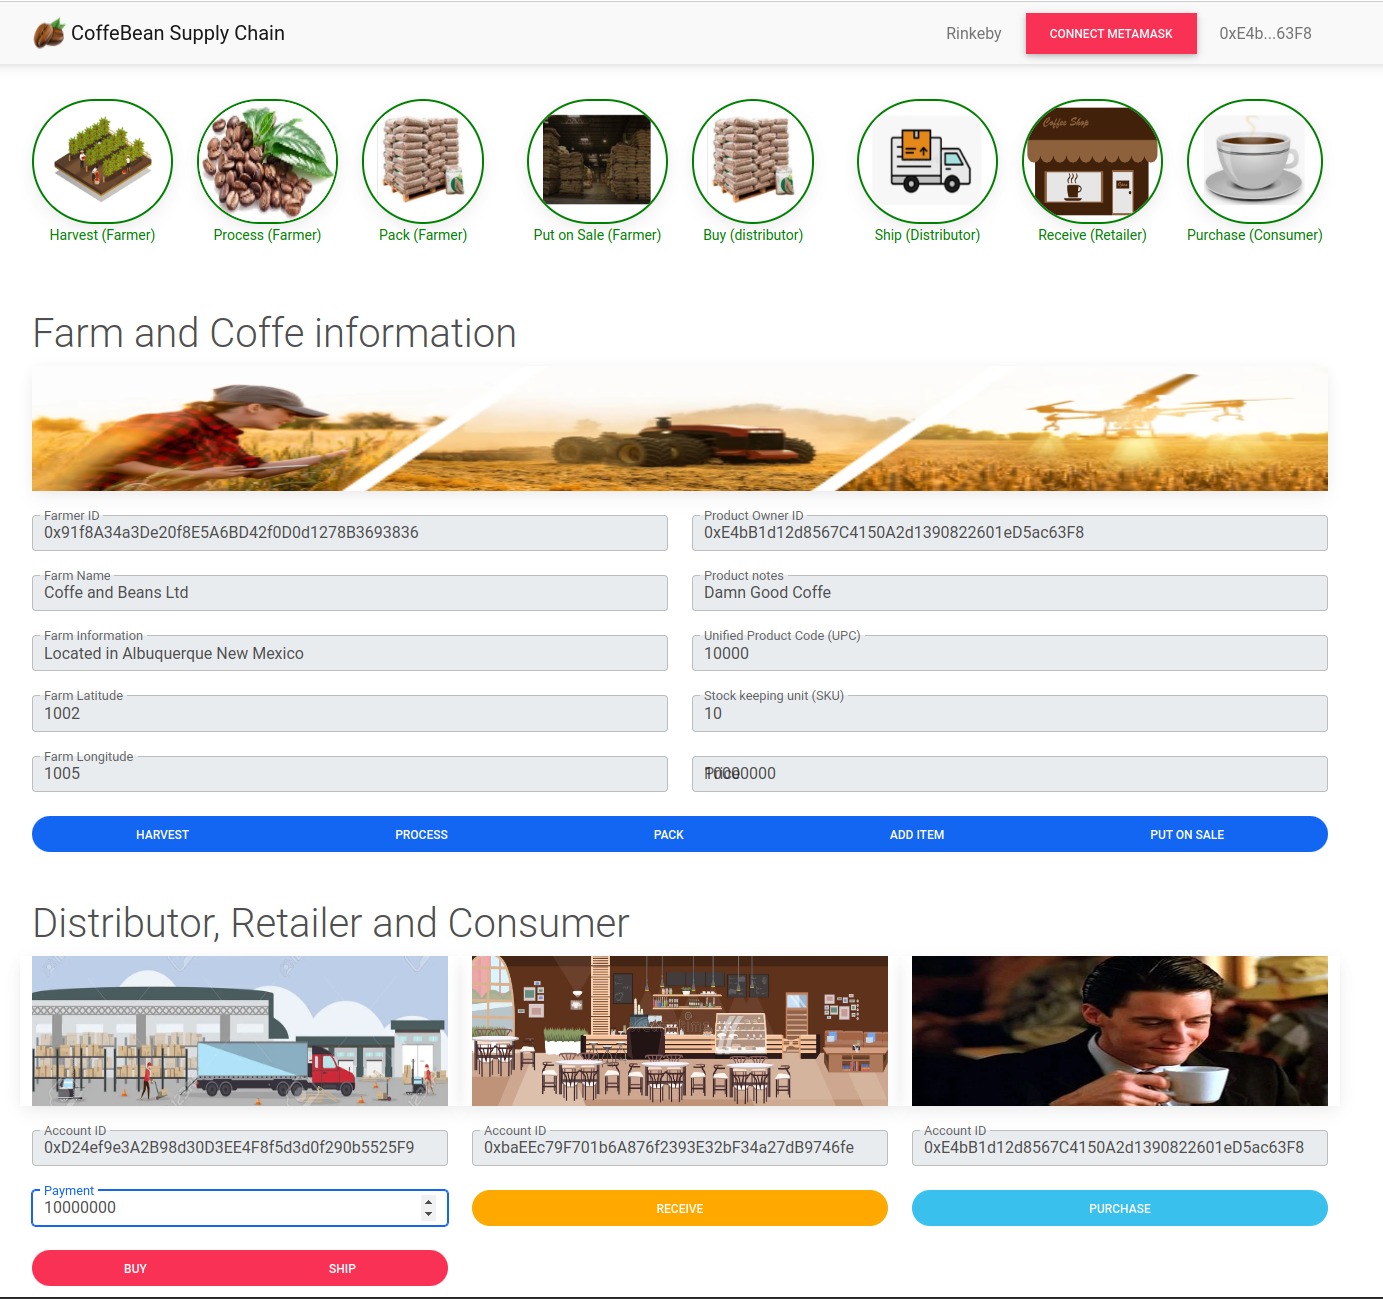 CoffeBean Supply Chain
Rinkeby
CONNECT METAMASK
0xE4b...63F8
Coffee Shop
Harvest (Farmer)
Process (Farmer)
Pack (Farmer)
Put on Sale (Farmer)
Buy (distributor)
Ship (Distributor)
Receive (Retailer)
Purchase (Consumer)
Farm and Coffe information
Farmer ID
0x91f8A34a3De20f8E5A6BD42f0D0d1278B3693836
Product Owner ID
0xE4bB1d12d8567C4150A2d1390822601eD5ac63F8
Farm Name
Coffe and Beans Ltd
Product notes
Damn Good Coffe
Farm Information
Located in Albuquerque New Mexico
Unified Product Code (UPC)
10000
Farm Latitude
1002
Stock keeping unit (SKU)
10
Farm Longitude
1005
Price
10000000
HARVEST
PROCESS
PACK
ADD ITEM
PUT ON SALE
Distributor, Retailer and Consumer
Account ID
0xD24ef9e3A2B98d30D3EE4F8f5d3d0f290b5525F9
Account ID
0xbaEEc79F701b6A876f2393E32bF34a27dB9746fe
Account ID
0xE4bB1d12d8567C4150A2d1390822601eD5ac63F8
Payment
10000000
RECEIVE
PURCHASE
BUY
SHIP